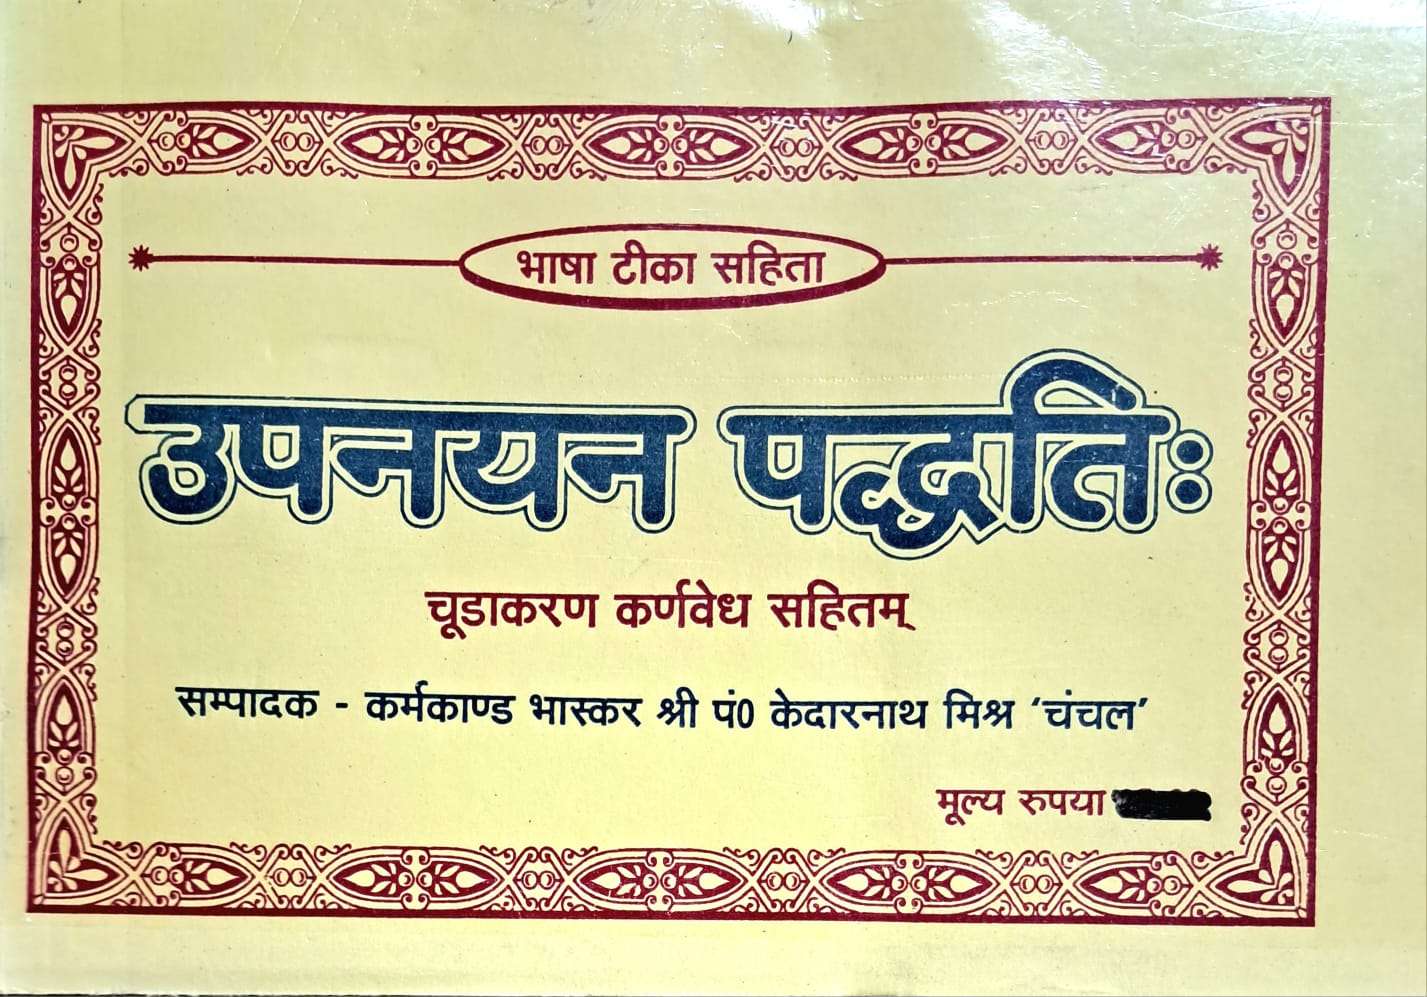 भाषा टीका सहिता
उपनयन पद्धतिः
चूडाकरण कर्णवेध सहितम्
सम्पादक - कर्मकाण्ड भास्कर श्री पं0 केदारनाथ मिश्र ‘चंचल’
मूल्य रुपया